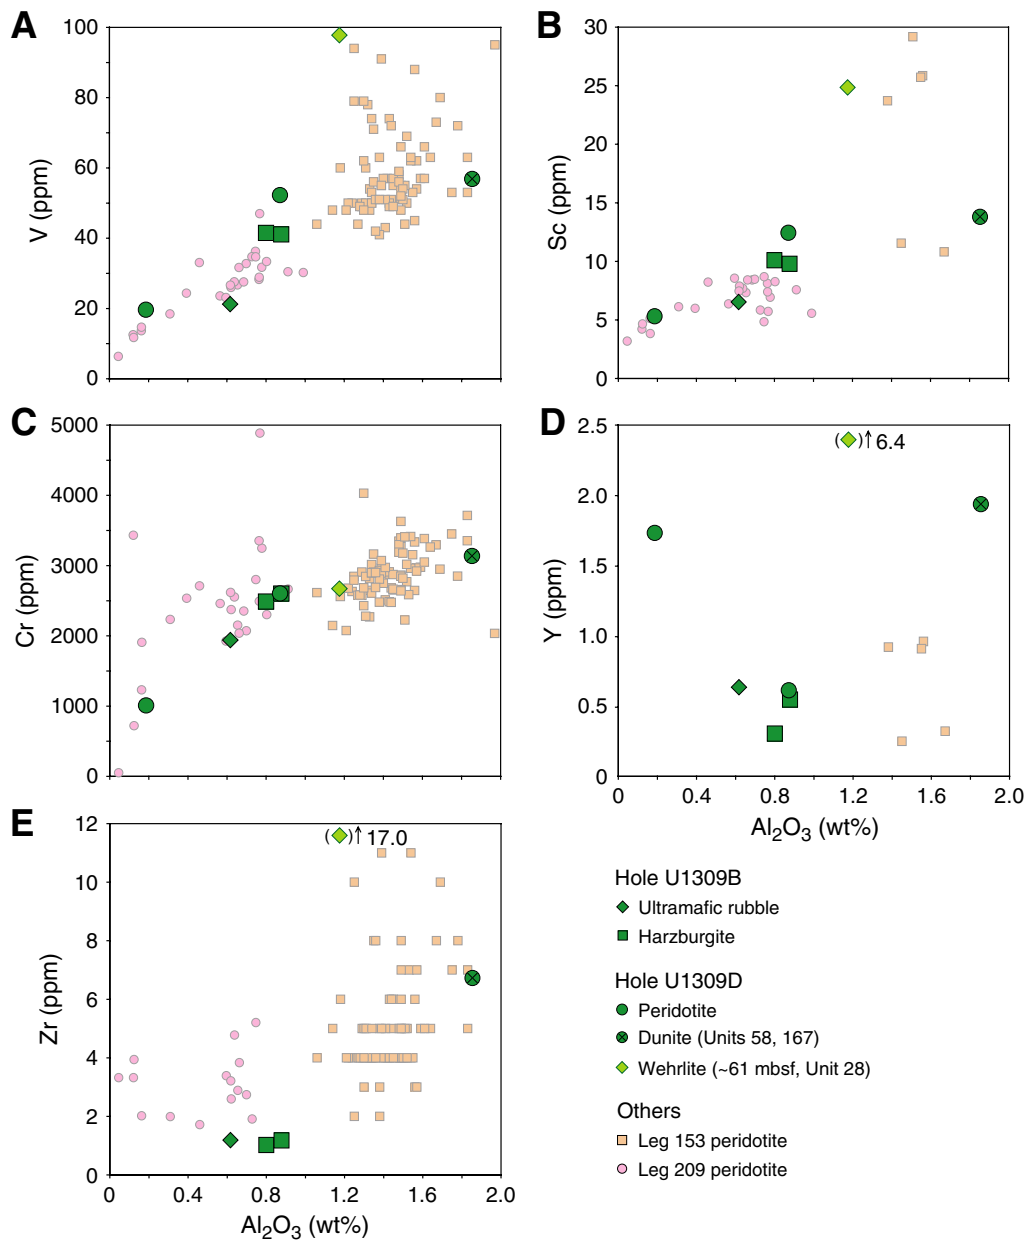 A
100
80
60
40
20
0
V (ppm)
B
30
25
20
15
10
5
0
Sc (ppm)
C
5000
4000
3000
2000
1000
0
Cr (ppm)
D
2.5
2.0
1.5
1.0
0.5
0
Y (ppm)
( ) ↑ 6.4
0 0.4 0.8 1.2 1.6 2.0
Al₂O₃ (wt%)
E
12
10
8
6
4
2
0
Zr (ppm)
( ) ↑ 17.0
0 0.4 0.8 1.2 1.6 2.0
Al₂O₃ (wt%)
Hole U1309B
Ultramafic rubble
Harzburgite
Hole U1309D
Peridotite
Dunite (Units 58, 167)
Wehrlite (~61 mbsf, Unit 28)
Others
Leg 153 peridotite
Leg 209 peridotite